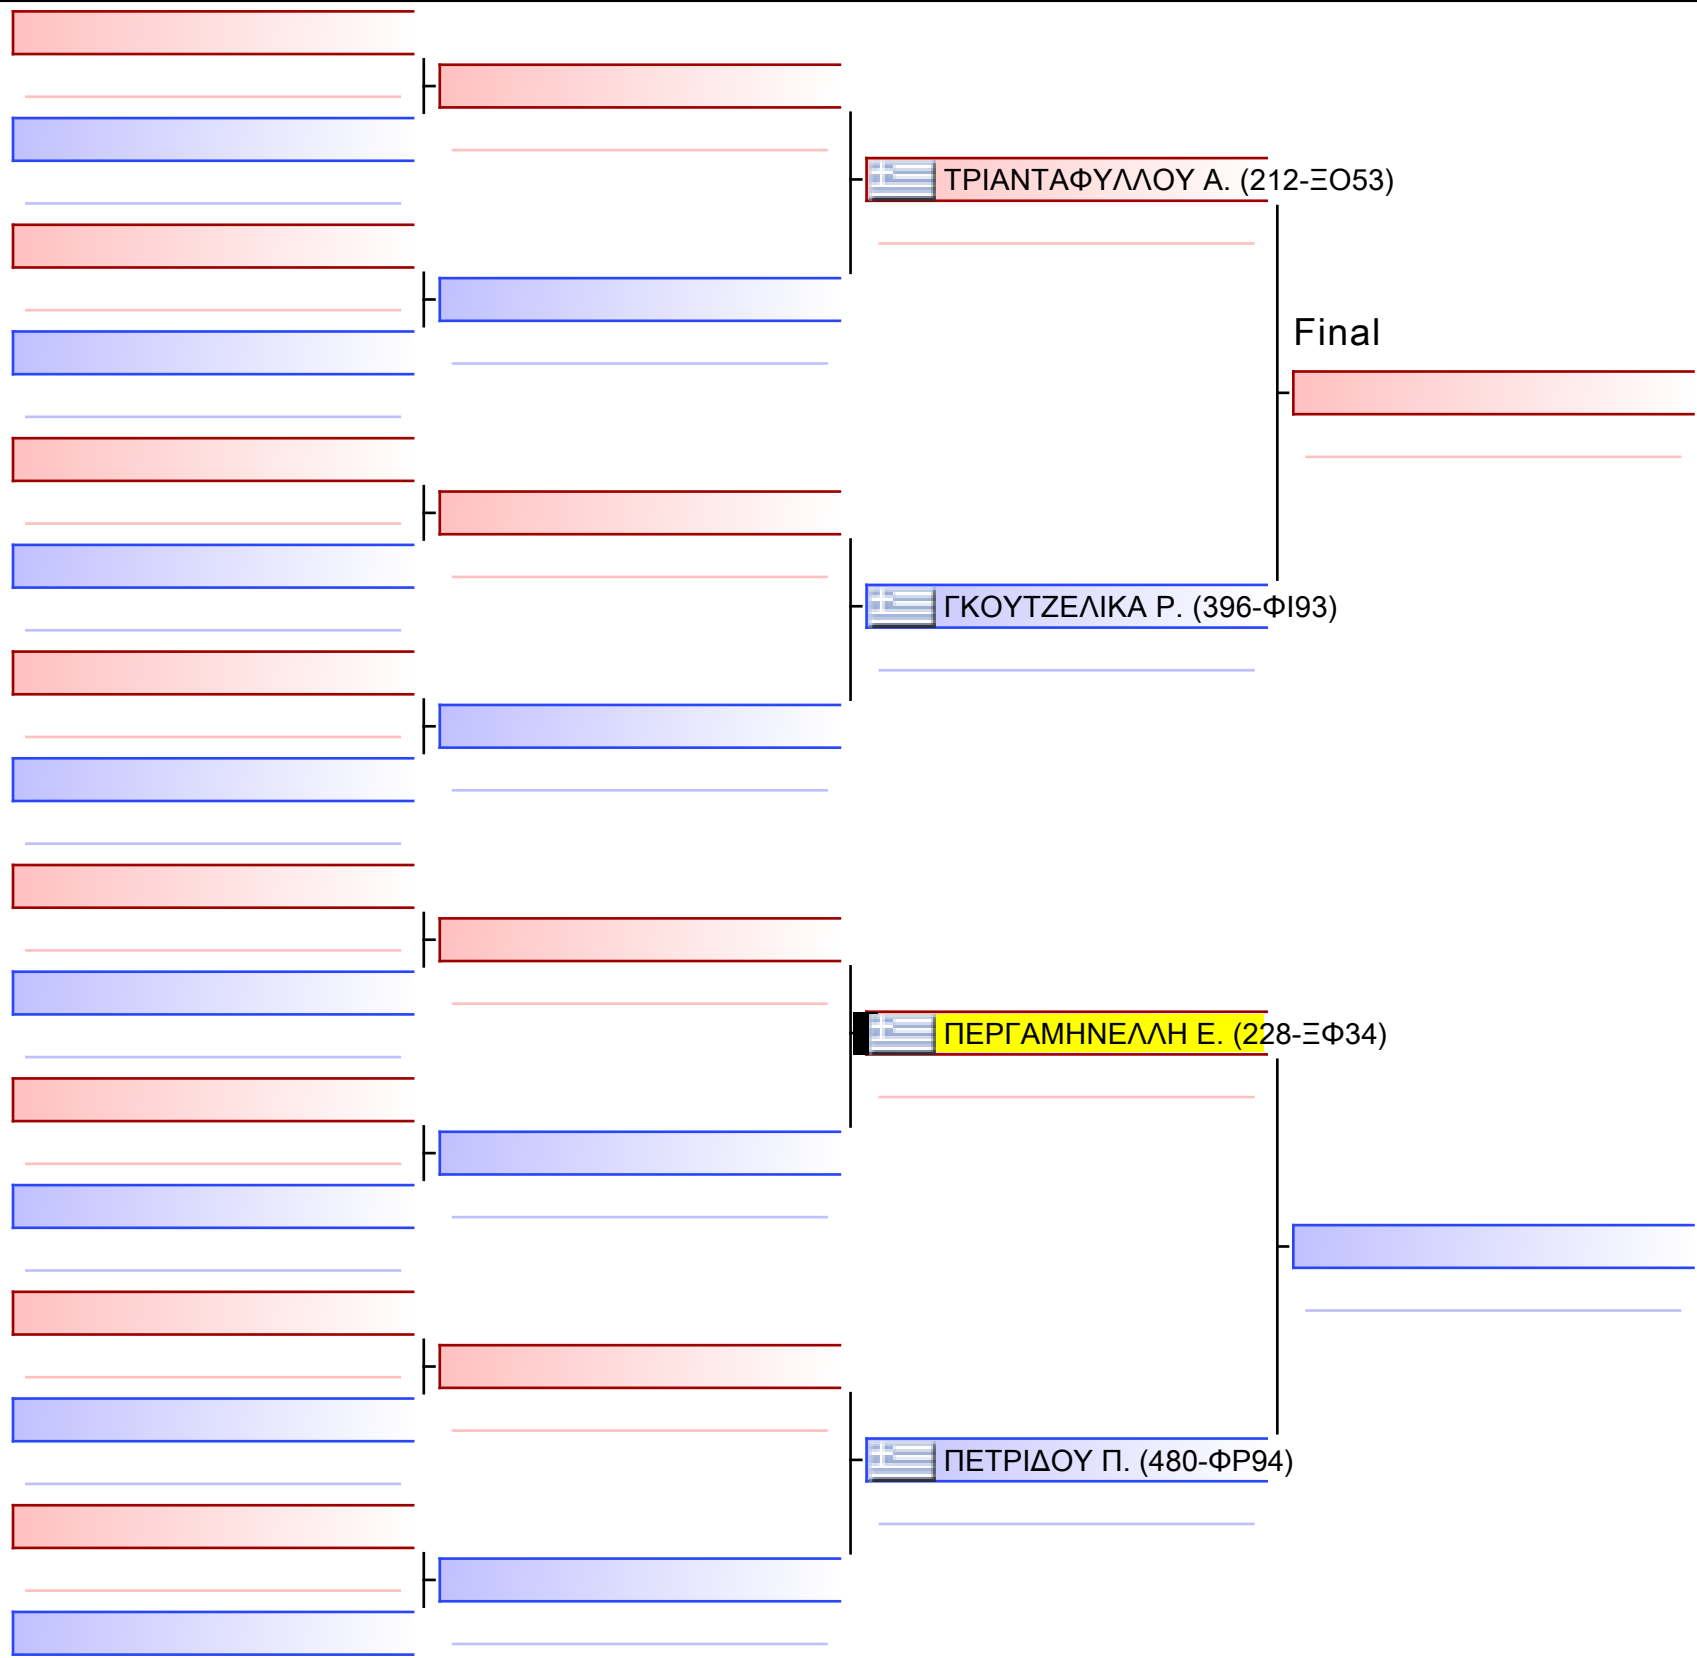 ΤΡΙΑΝΤΑΦΥΛΛΟΥ Α. (212-ΞΟ53)
Final
ΓΚΟΥΤΖΕΛΙΚΑ Ρ. (396-ΦΙ93)
ΠΕΡΓΑΜΗΝΕΛΛΗ Ε. (228-ΞΦ34)
ΠΕΤΡΙΔΟΥ Π. (480-ΦΡ94)